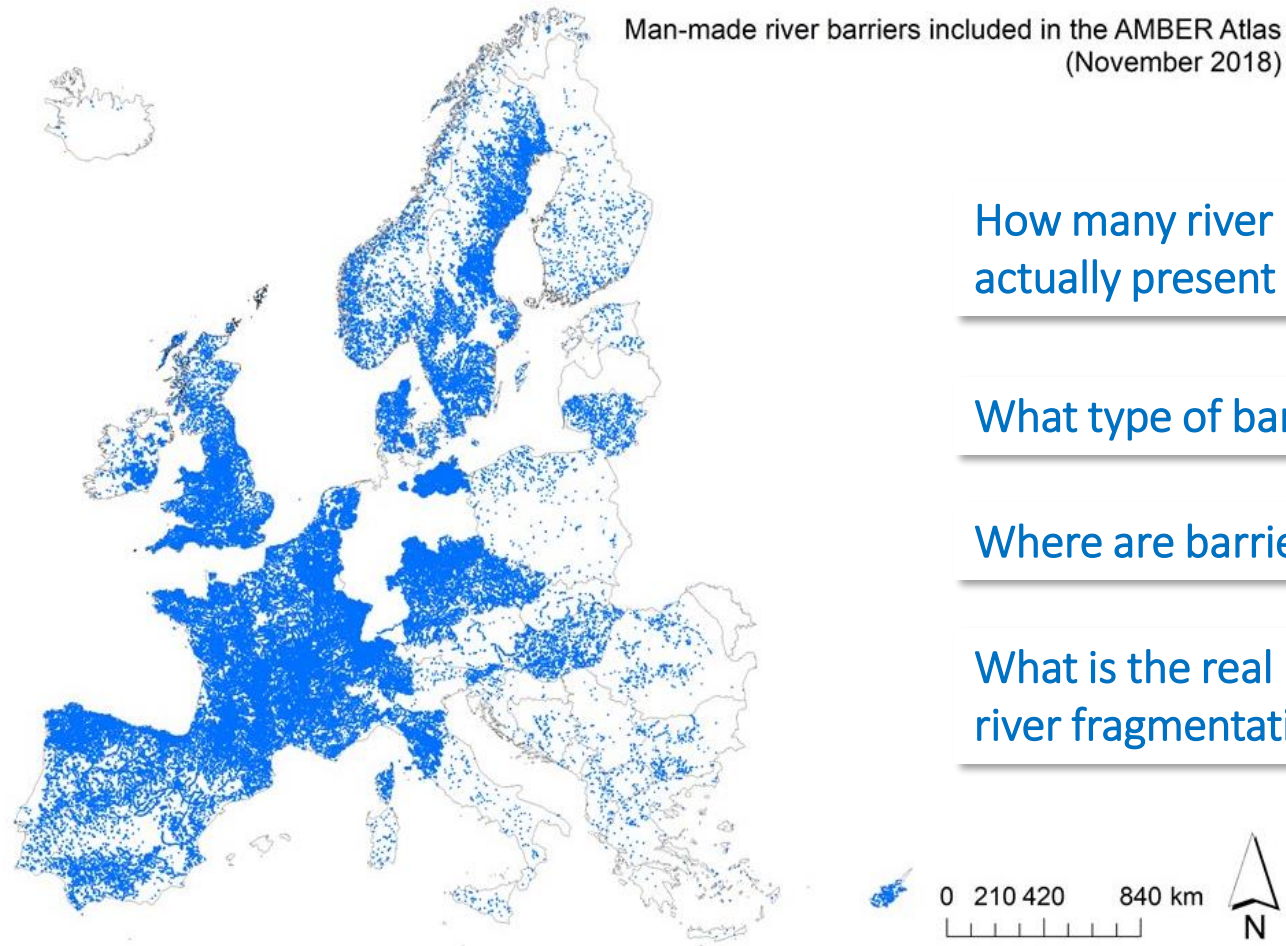 Man-made river barriers included in the AMBER Atlas
(November 2018)
How many river
actually present
What type of bar
Where are barrie
What is the real
river fragmentati
0 210 420 840 km
N